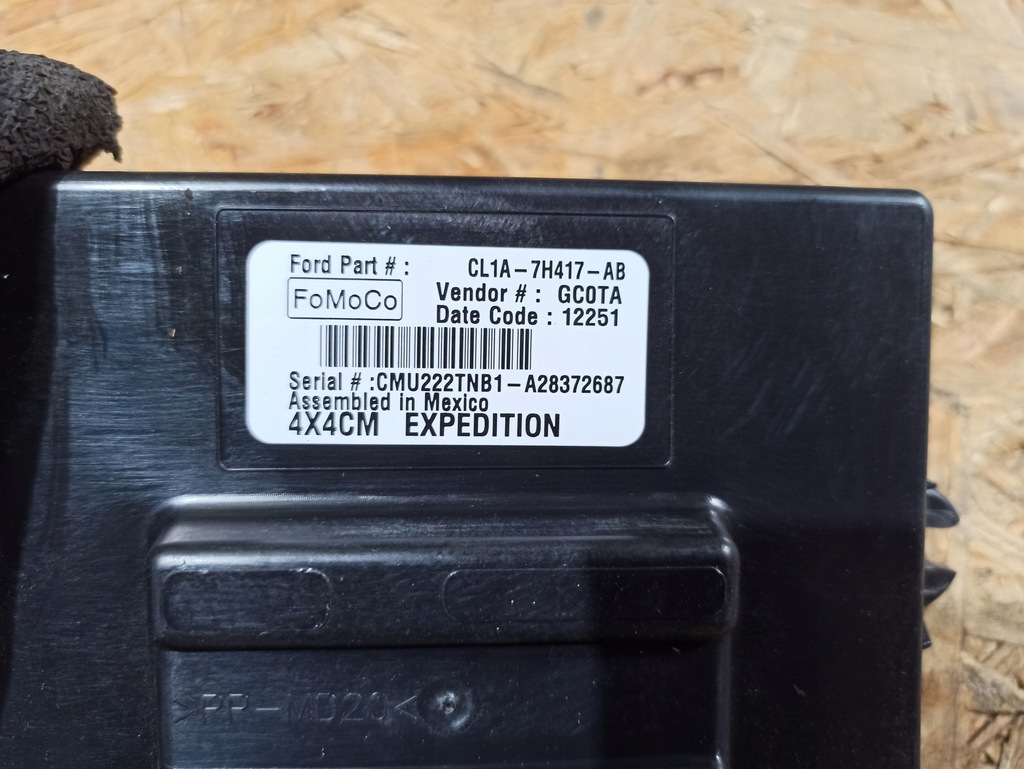 Ford Part # : CL1A-7H417-AB
FoMoCo
Vendor # : GC0TA
Date Code : 12251
Serial # :CMU222TNB1-A28372687
Assembled in Mexico
4X4CM EXPEDITION
>PP-MD20<